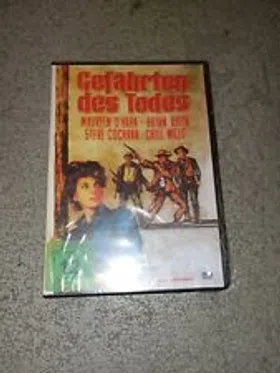 Gefährten
des Todes
MAUREEN O'HARA - BRIAN KEITH
STEVE COCHRAN - CHILL WILLS